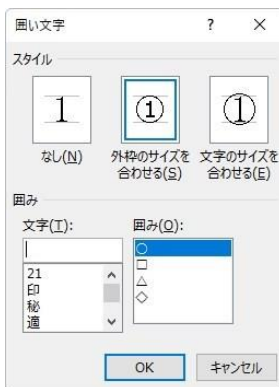 囲い文字 ? ×
スタイル
1 ① ①
なし(N) 外枠のサイズを 文字のサイズを
合わせる(S) 合わせる(E)
囲み
文字(T): 囲み(O):
○
21 □
印 △
秘 ◇
適
OK キャンセル